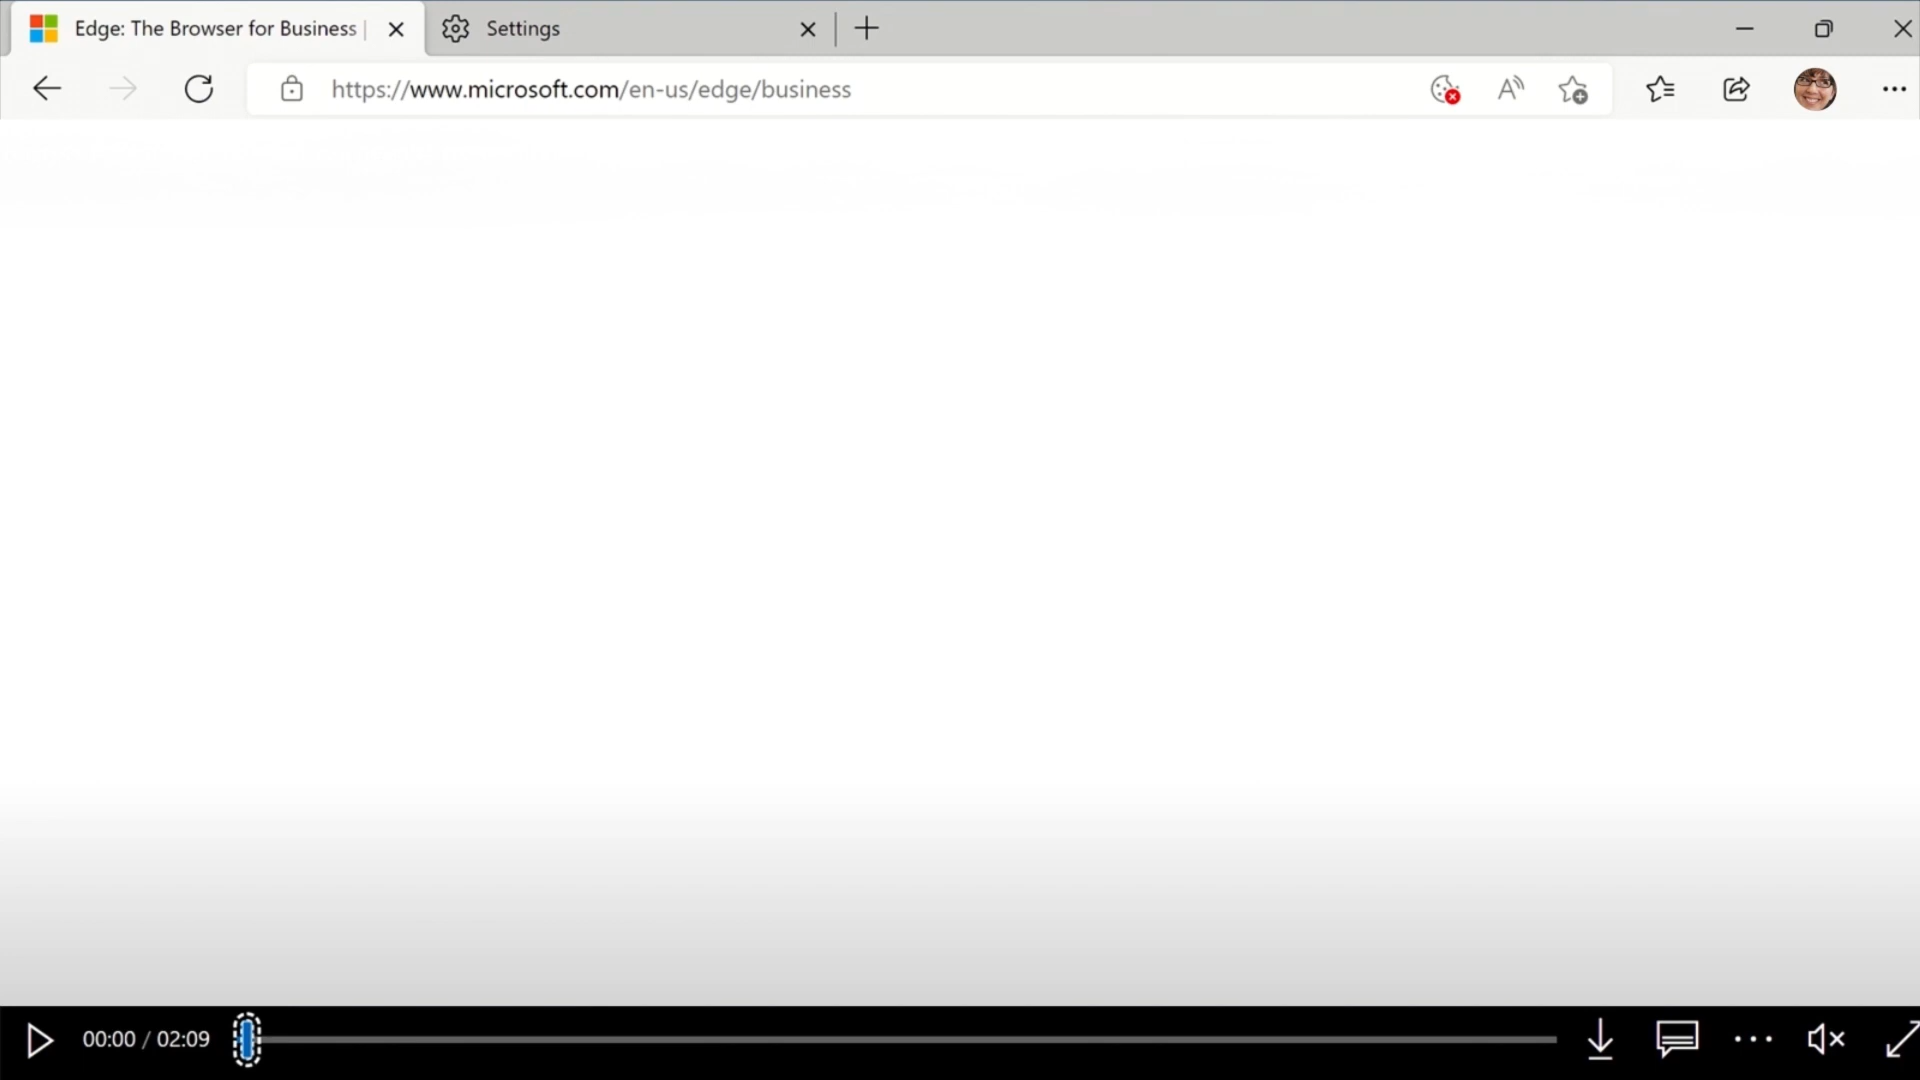 Edge: The Browser for Business |
Settings
https://www.microsoft.com/en-us/edge/business
00:00 / 02:09